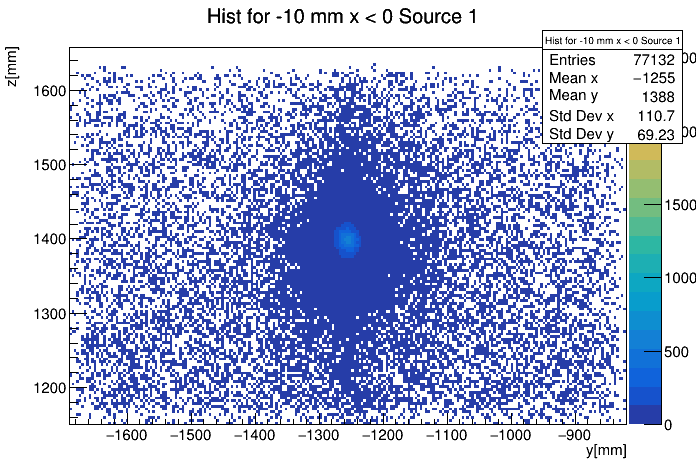 Hist for -10 mm x < 0 Source 1
z[mm]
Hist for -10 mm x < 0 Source 1
Entries 77132
Mean x −1255
Mean y 1388
Std Dev x 110.7
Std Dev y 69.23
1600
1500
1400
1300
1200
−1600 −1500 −1400 −1300 −1200 −1100 −1000 −900
y[mm]
1500
1000
500
0